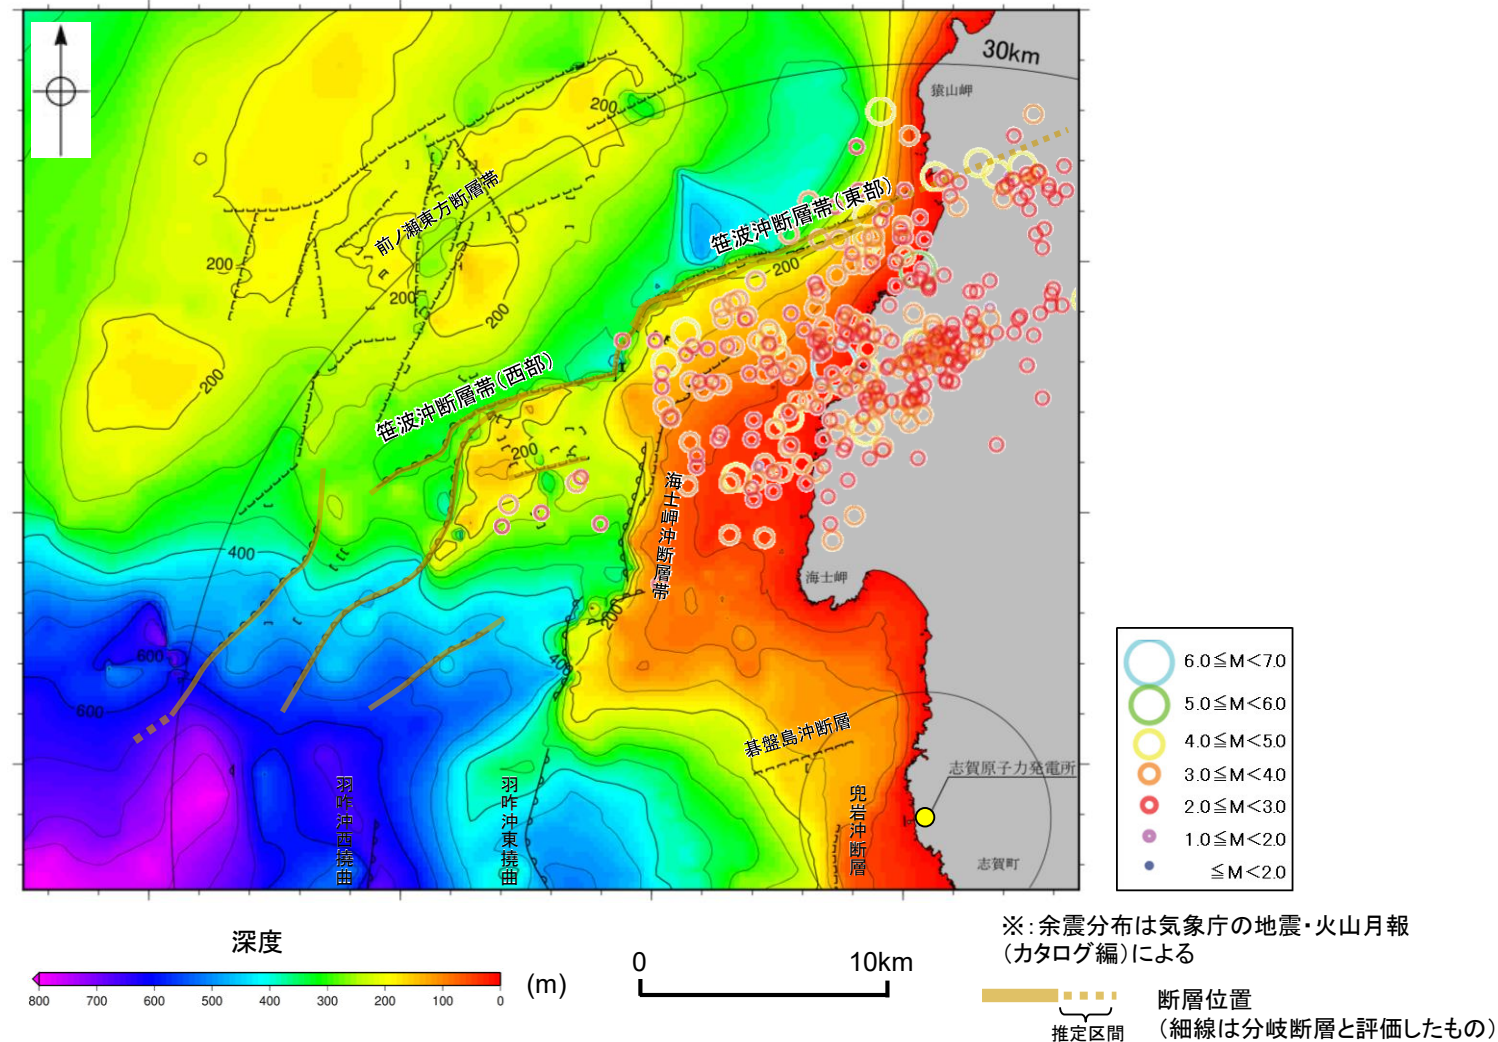 30km
猿山岬
200
前ノ瀬東方断層帯
笹波沖断層帯(東部)
200
200
200
200
200
笹波沖断層帯(西部)
200
海士岬沖断層帯
400
海士岬
200
600
400
600
碁盤島沖断層
志賀原子力発電所
羽咋沖西撓曲
羽咋沖東撓曲
兜岩沖断層
志賀町
6.0≦M<7.0
5.0≦M<6.0
4.0≦M<5.0
3.0≦M<4.0
2.0≦M<3.0
1.0≦M<2.0
≦M<2.0
深度
800 700 600 500 400 300 200 100 0
(m)
0 10km
※:余震分布は気象庁の地震・火山月報
(カタログ編)による
断層位置
推定区間
(細線は分岐断層と評価したもの)